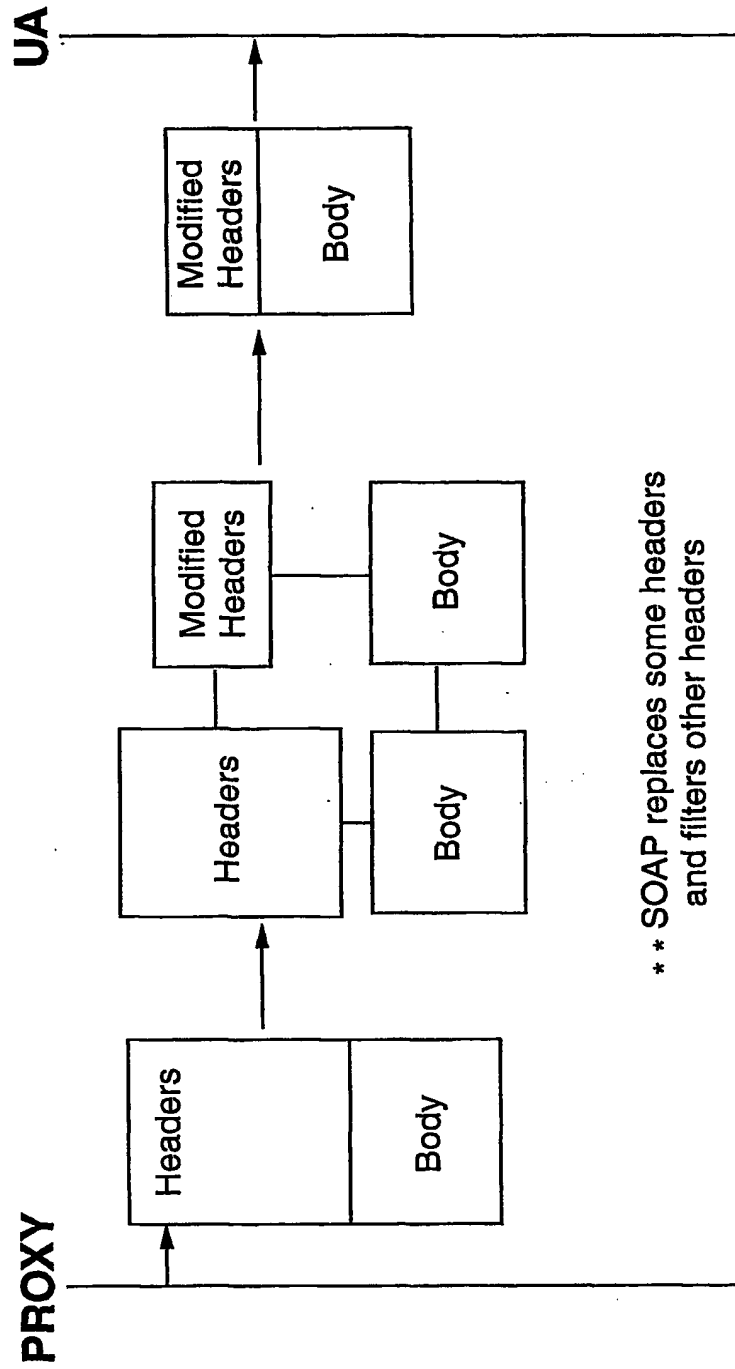 PROXY
UA
Headers
Body
Headers
Body
Modified
Headers
Body
Modified
Headers
Body
* * SOAP replaces some headers
and filters other headers